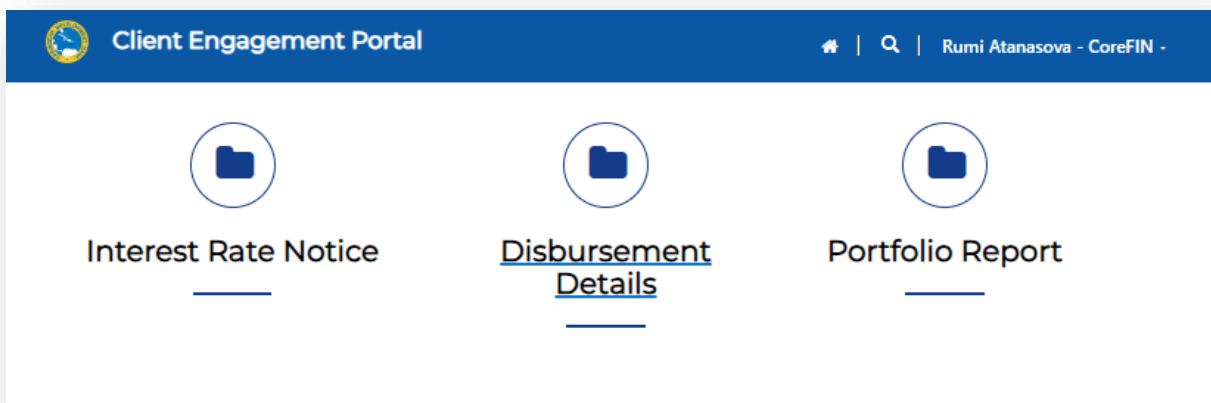 Client Engagement Portal
Rumi Atanasova - CoreFIN
Interest Rate Notice
Disbursement
Details
Portfolio Report